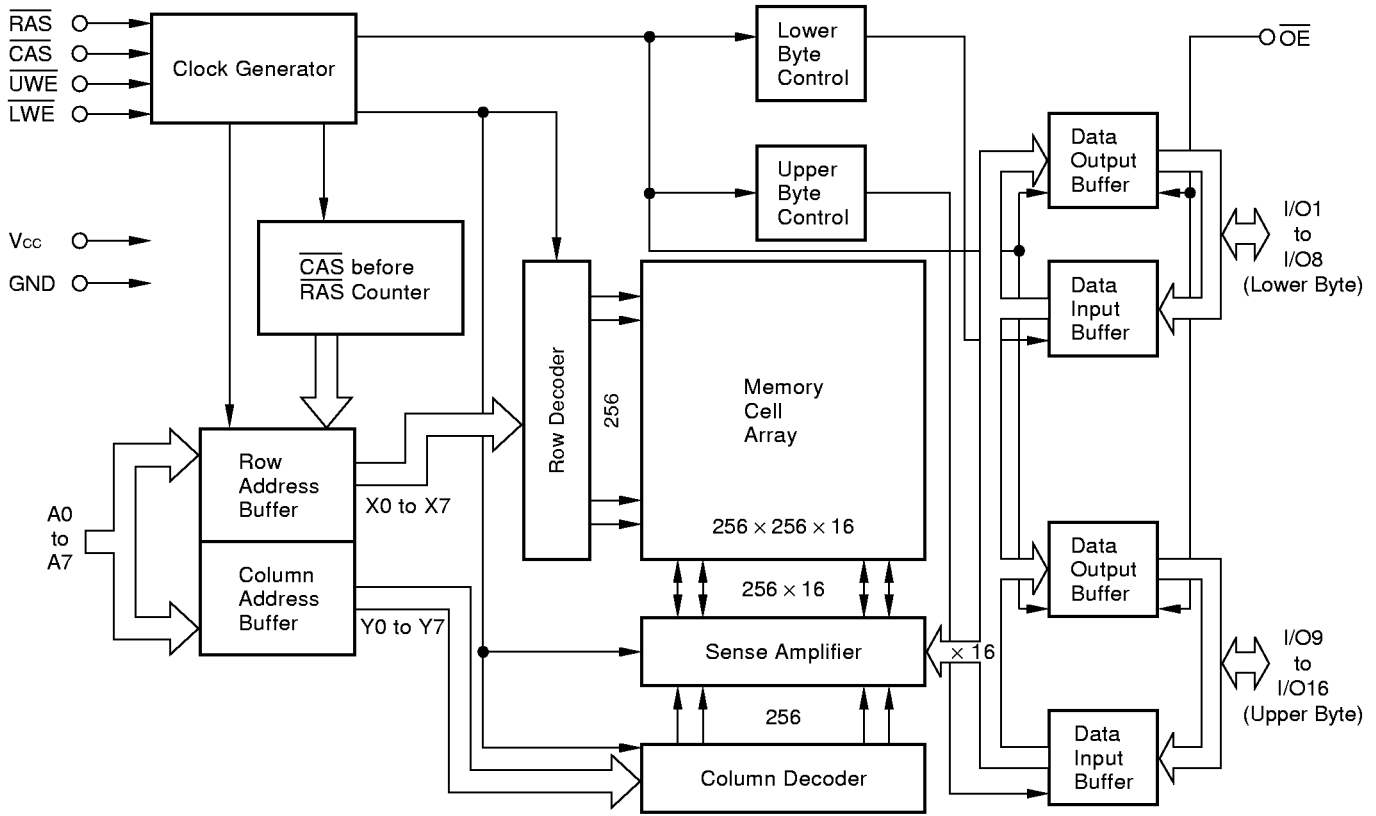 RAS
CAS
UWE
LWE
Clock Generator
Lower
Byte
Control
OE
Data
Output
Buffer
Upper
Byte
Control
Vcc
GND
CAS before
RAS Counter
I/O1
to
I/O8
(Lower Byte)
Data
Input
Buffer
Row Decoder
256
Memory
Cell
Array
256 × 256 × 16
Row
Address
Buffer
X0 to X7
A0
to
A7
Column
Address
Buffer
Y0 to Y7
256 × 16
Data
Output
Buffer
Sense Amplifier
× 16
I/O9
to
I/O16
(Upper Byte)
256
Column Decoder
Data
Input
Buffer